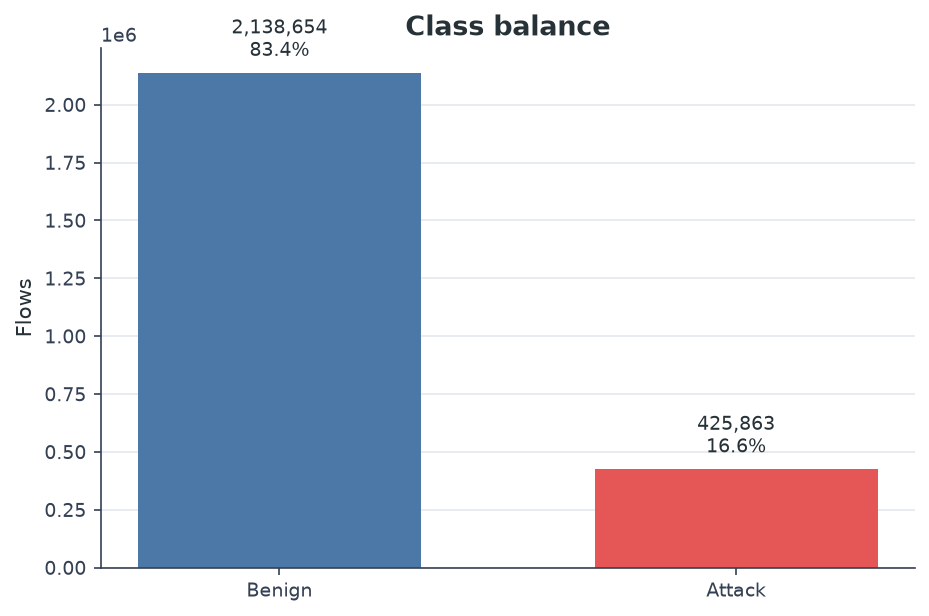 Class balance
1e6
2,138,654
83.4%
2.00
1.75
1.50
1.25
1.00
0.75
0.50
0.25
0.00
Flows
425,863
16.6%
Benign
Attack